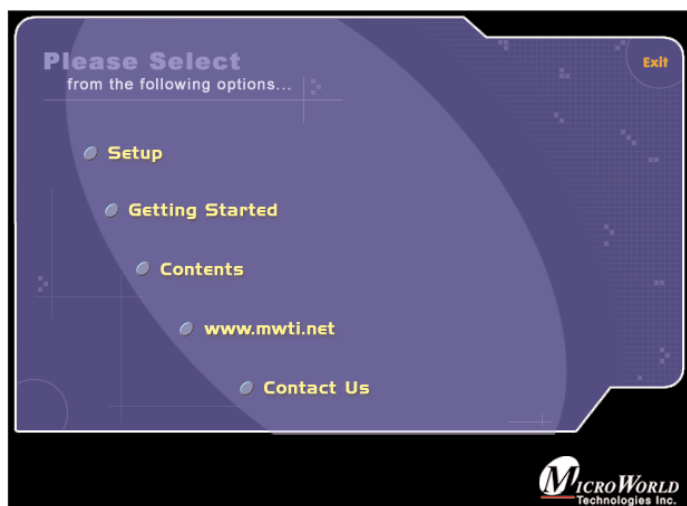 Please Select
from the following options...
Exit
Setup
Getting Started
Contents
www.mwti.net
Contact Us
MICROWORLD
Technologies Inc.